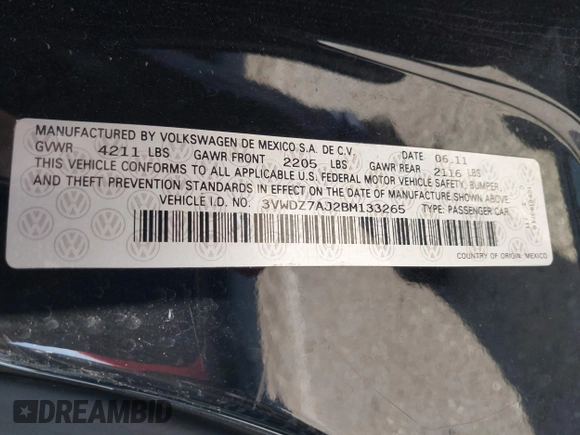 MANUFACTURED BY VOLKSWAGEN DE MEXICO S.A. DE C.V.
GVWR 4211 LBS GAWR FRONT 2205 LBS GAWR REAR 2116 LBS
DATE 06.11
THIS VEHICLE CONFORMS TO ALL APPLICABLE U.S. FEDERAL MOTOR VEHICLE SAFETY, BUMPER,
AND THEFT PREVENTION STANDARDS IN EFFECT ON THE DATE OF MANUFACTURE SHOWN ABOVE
VEHICLE I.D. NO. 3VWDZ7AJ2BM133265 TYPE: PASSENGER CAR
COUNTRY OF ORIGIN: MEXICO
DREAMBID